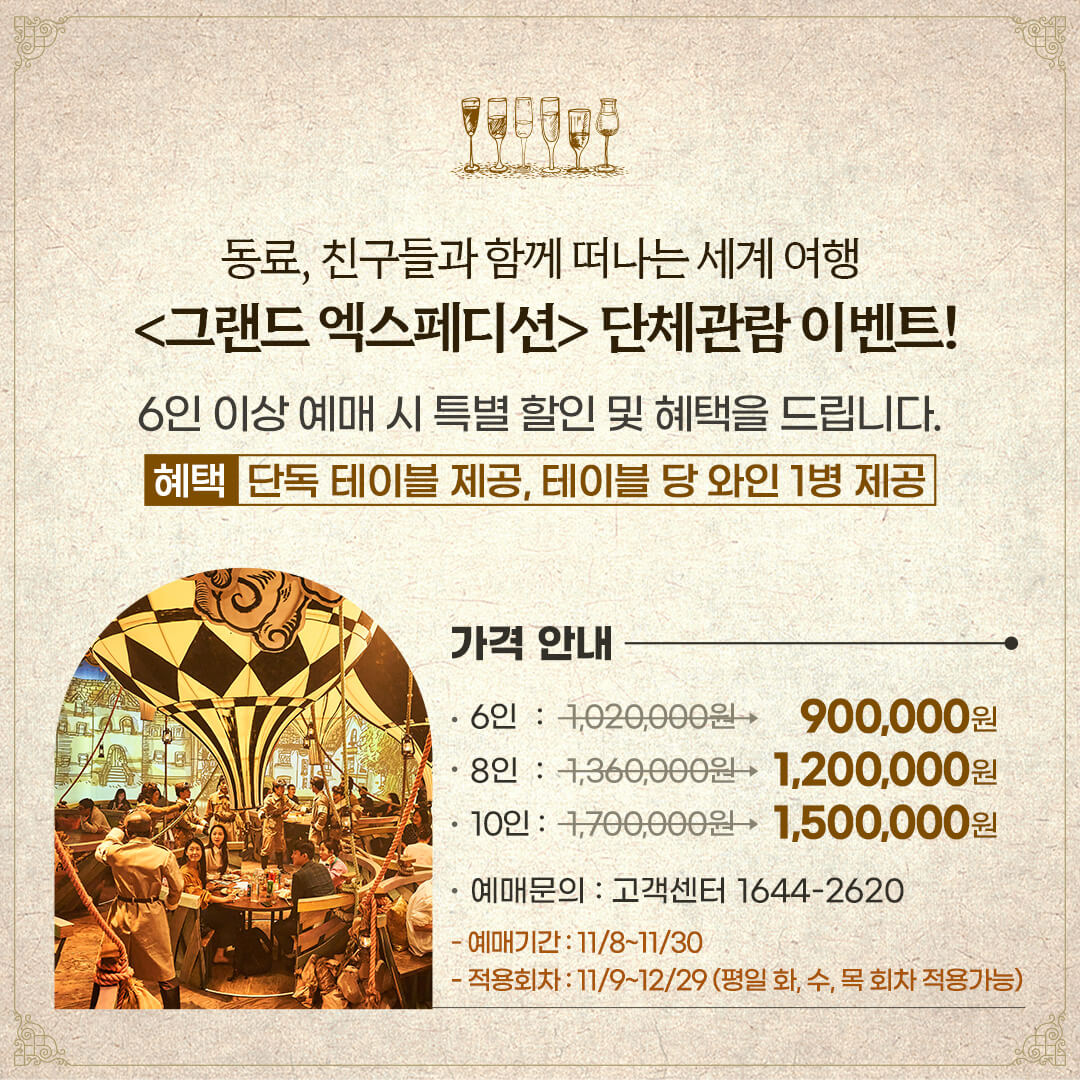 동료, 친구들과 함께 떠나는 세계 여행
<그랜드 엑스페디션> 단체관람 이벤트!
6인 이상 예매 시 특별 할인 및 혜택을 드립니다.
혜택 단독 테이블 제공, 테이블 당 와인 1병 제공
가격 안내
· 6인 : 1,020,000원 → 900,000원
· 8인 : 1,360,000원 → 1,200,000원
· 10인 : 1,700,000원 → 1,500,000원
· 예매문의 : 고객센터 1644-2620
- 예매기간 : 11/8~11/30
- 적용회차 : 11/9~12/29 (평일 화, 수, 목 회차 적용가능)